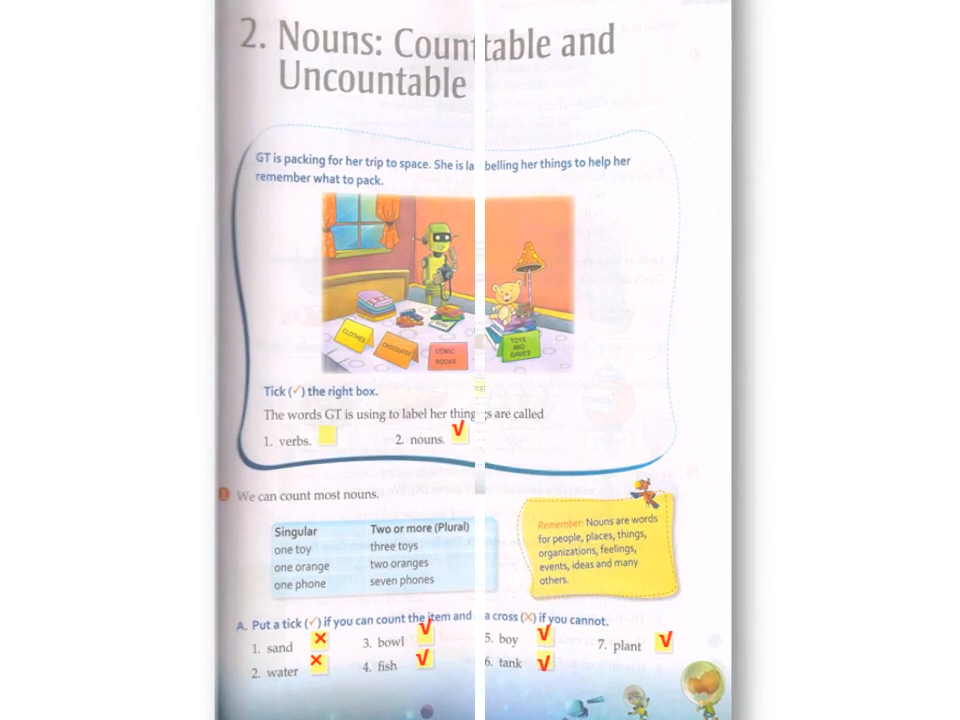 2. Nouns: Countable and
Uncountable
GT is packing for her trip to space. She is labelling her things to help her
remember what to pack.
CLOTHES
CHOCOLATES
COMIC
BOOKS
TOYS
AND
GAMES
Tick (✓) the right box.
The words GT is using to label her things are called
1. verbs. 2. nouns. √
We can count most nouns.
Singular Two or more (Plural)
one toy three toys
one orange two oranges
one phone seven phones
Remember: Nouns are words
for people, places, things,
organizations, feelings,
events, ideas and many
others.
A. Put a tick (✓) if you can count the item and a cross (✕) if you cannot.
1. sand ✕ 3. bowl √ 5. boy √ 7. plant √
2. water ✕ 4. fish √ 6. tank √